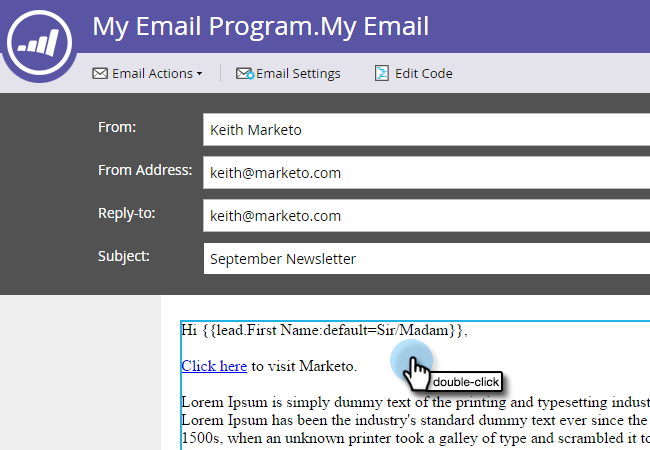 My Email Program.My Email
Email Actions Email Settings Edit Code
From: Keith Marketo
From Address: keith@marketo.com
Reply-to: keith@marketo.com
Subject: September Newsletter
Hi {{lead.First Name:default=Sir/Madam}},
Click here to visit Marketo.
double-click
Lorem Ipsum is simply dummy text of the printing and typesetting indust
Lorem Ipsum has been the industry's standard dummy text ever since the
1500s, when an unknown printer took a galley of type and scrambled it to